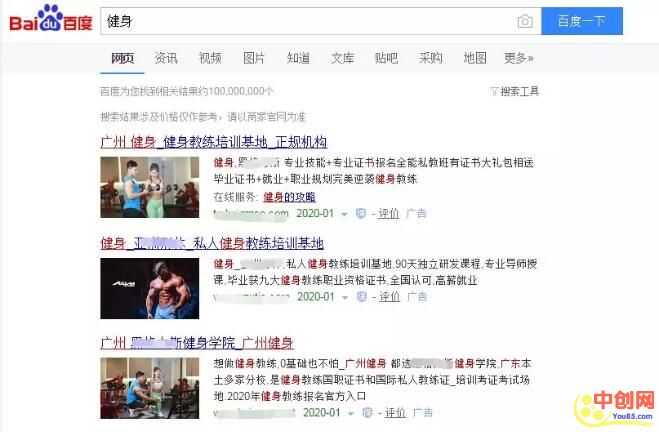 Bai du 百度 健身 百度一下
网页 资讯 视频 图片 知道 文库 贴吧 采购 地图 更多»
百度为您找到相关结果约100,000,000个 搜索工具
搜索结果涉及价格仅作参考，请以商家官网为准
广州 健身_健身教练培训基地_正规机构
健身, 专业技能+专业证书报名全能私教班有证书大礼包相送
毕业证书+就业+职业规划完美逆袭健身教练
在线服务: 健身的攻略
2020-01 - 评价 广告
健身_ _私人健身教练培训基地
健身_ ,私人健身教练培训基地,90天独立研发课程,专业导师授
课,毕业获九大健身教练职业资格证书,全国认可,高薪就业
2020-01 - 评价 广告
广州 斯健身学院_广州健身
想做健身教练,0基础也不怕_广州健身 都选 斯健身学院,广东本
土多家分校,是健身教练国职证书和国际私人教练证_培训考证考试场
地.2020年健身教练报名官方入口
2020-01 - 评价 广告
中创网
You85.com